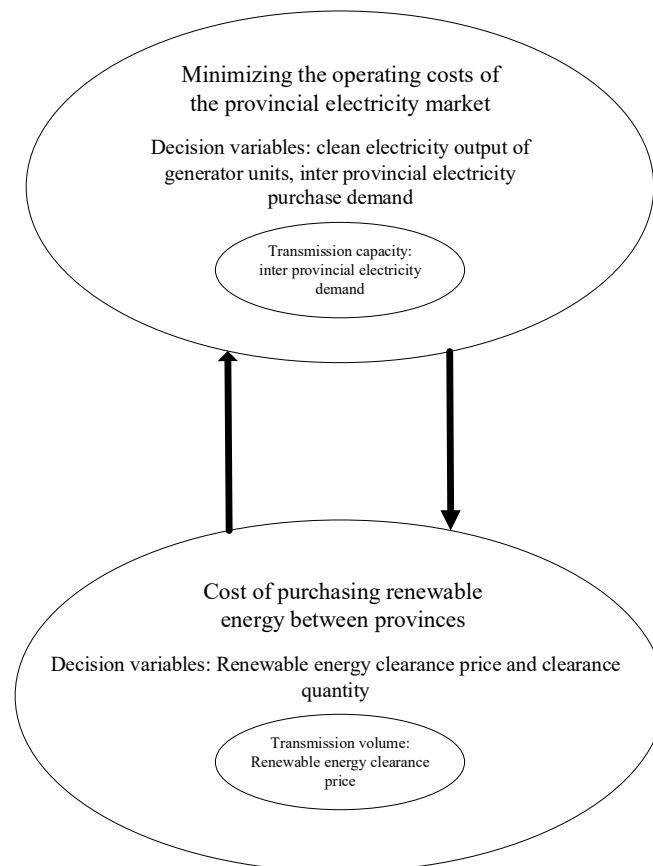 Minimizing the operating costs of
the provincial electricity market
Decision variables: clean electricity output of
generator units, inter provincial electricity
purchase demand
Transmission capacity:
inter provincial electricity
demand
Cost of purchasing renewable
energy between provinces
Decision variables: Renewable energy clearance price and clearance
quantity
Transmission volume:
Renewable energy clearance
price